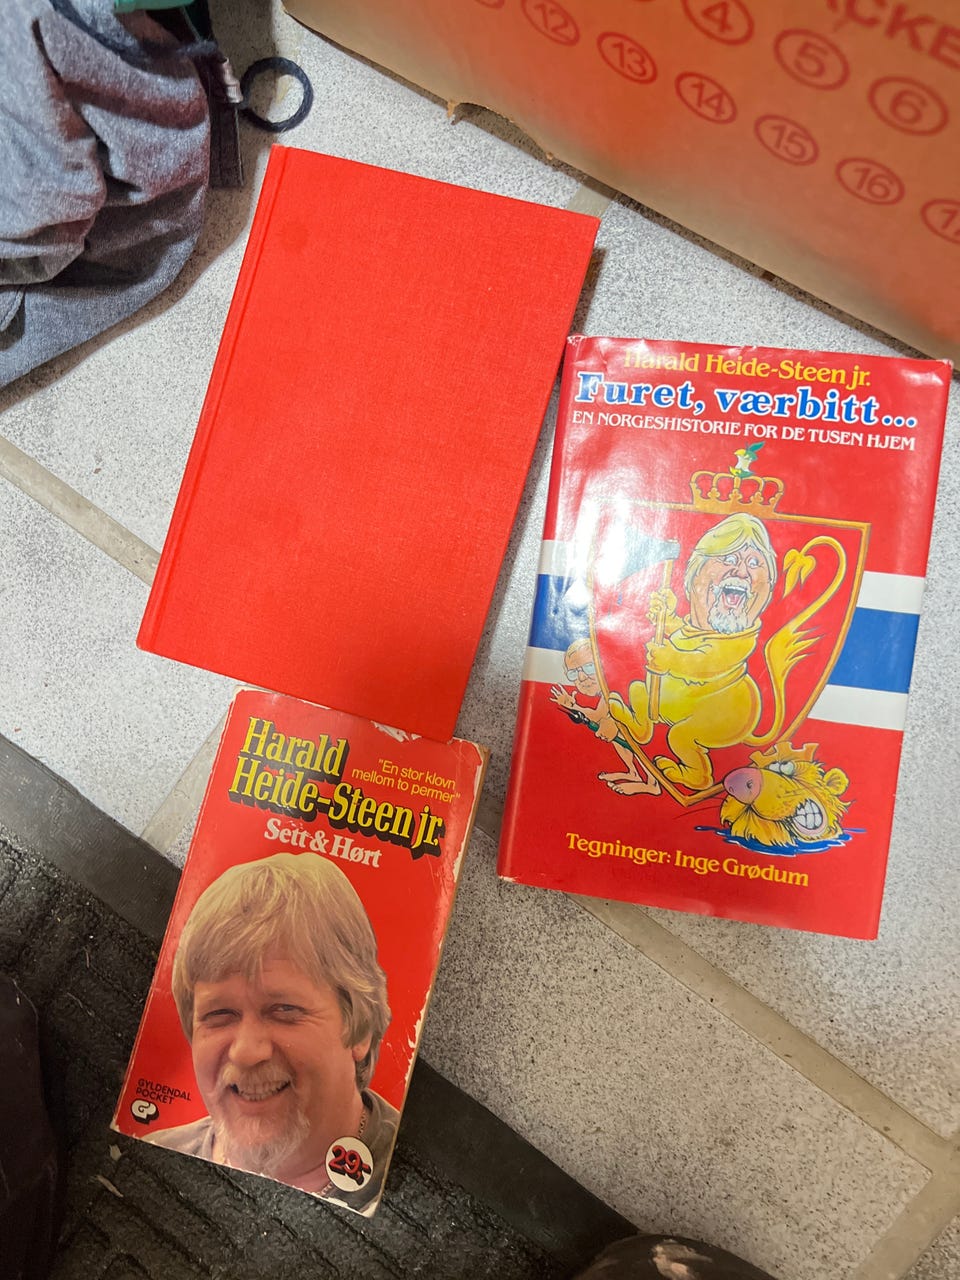 12
4
13
5
14
6
15
16
Harald Heide-Steen jr.
Furet, værbitt...
EN NORGESHISTORIE FOR DE TUSEN HJEM
Tegninger: Inge Grødum
Harald
Heide-Steen jr.
"En stor klovn
mellom to permer"
Sett & Hørt
GYLDENDAL
POCKET
G
29,-